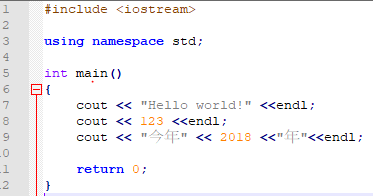 1 #include <iostream>
2
3 using namespace std;
4
5 int main()
6 {
7 cout << "Hello world!" <<endl;
8 cout << 123 <<endl;
9 cout << "今年" << 2018 <<"年"<<endl;
10
11 return 0;
12 }